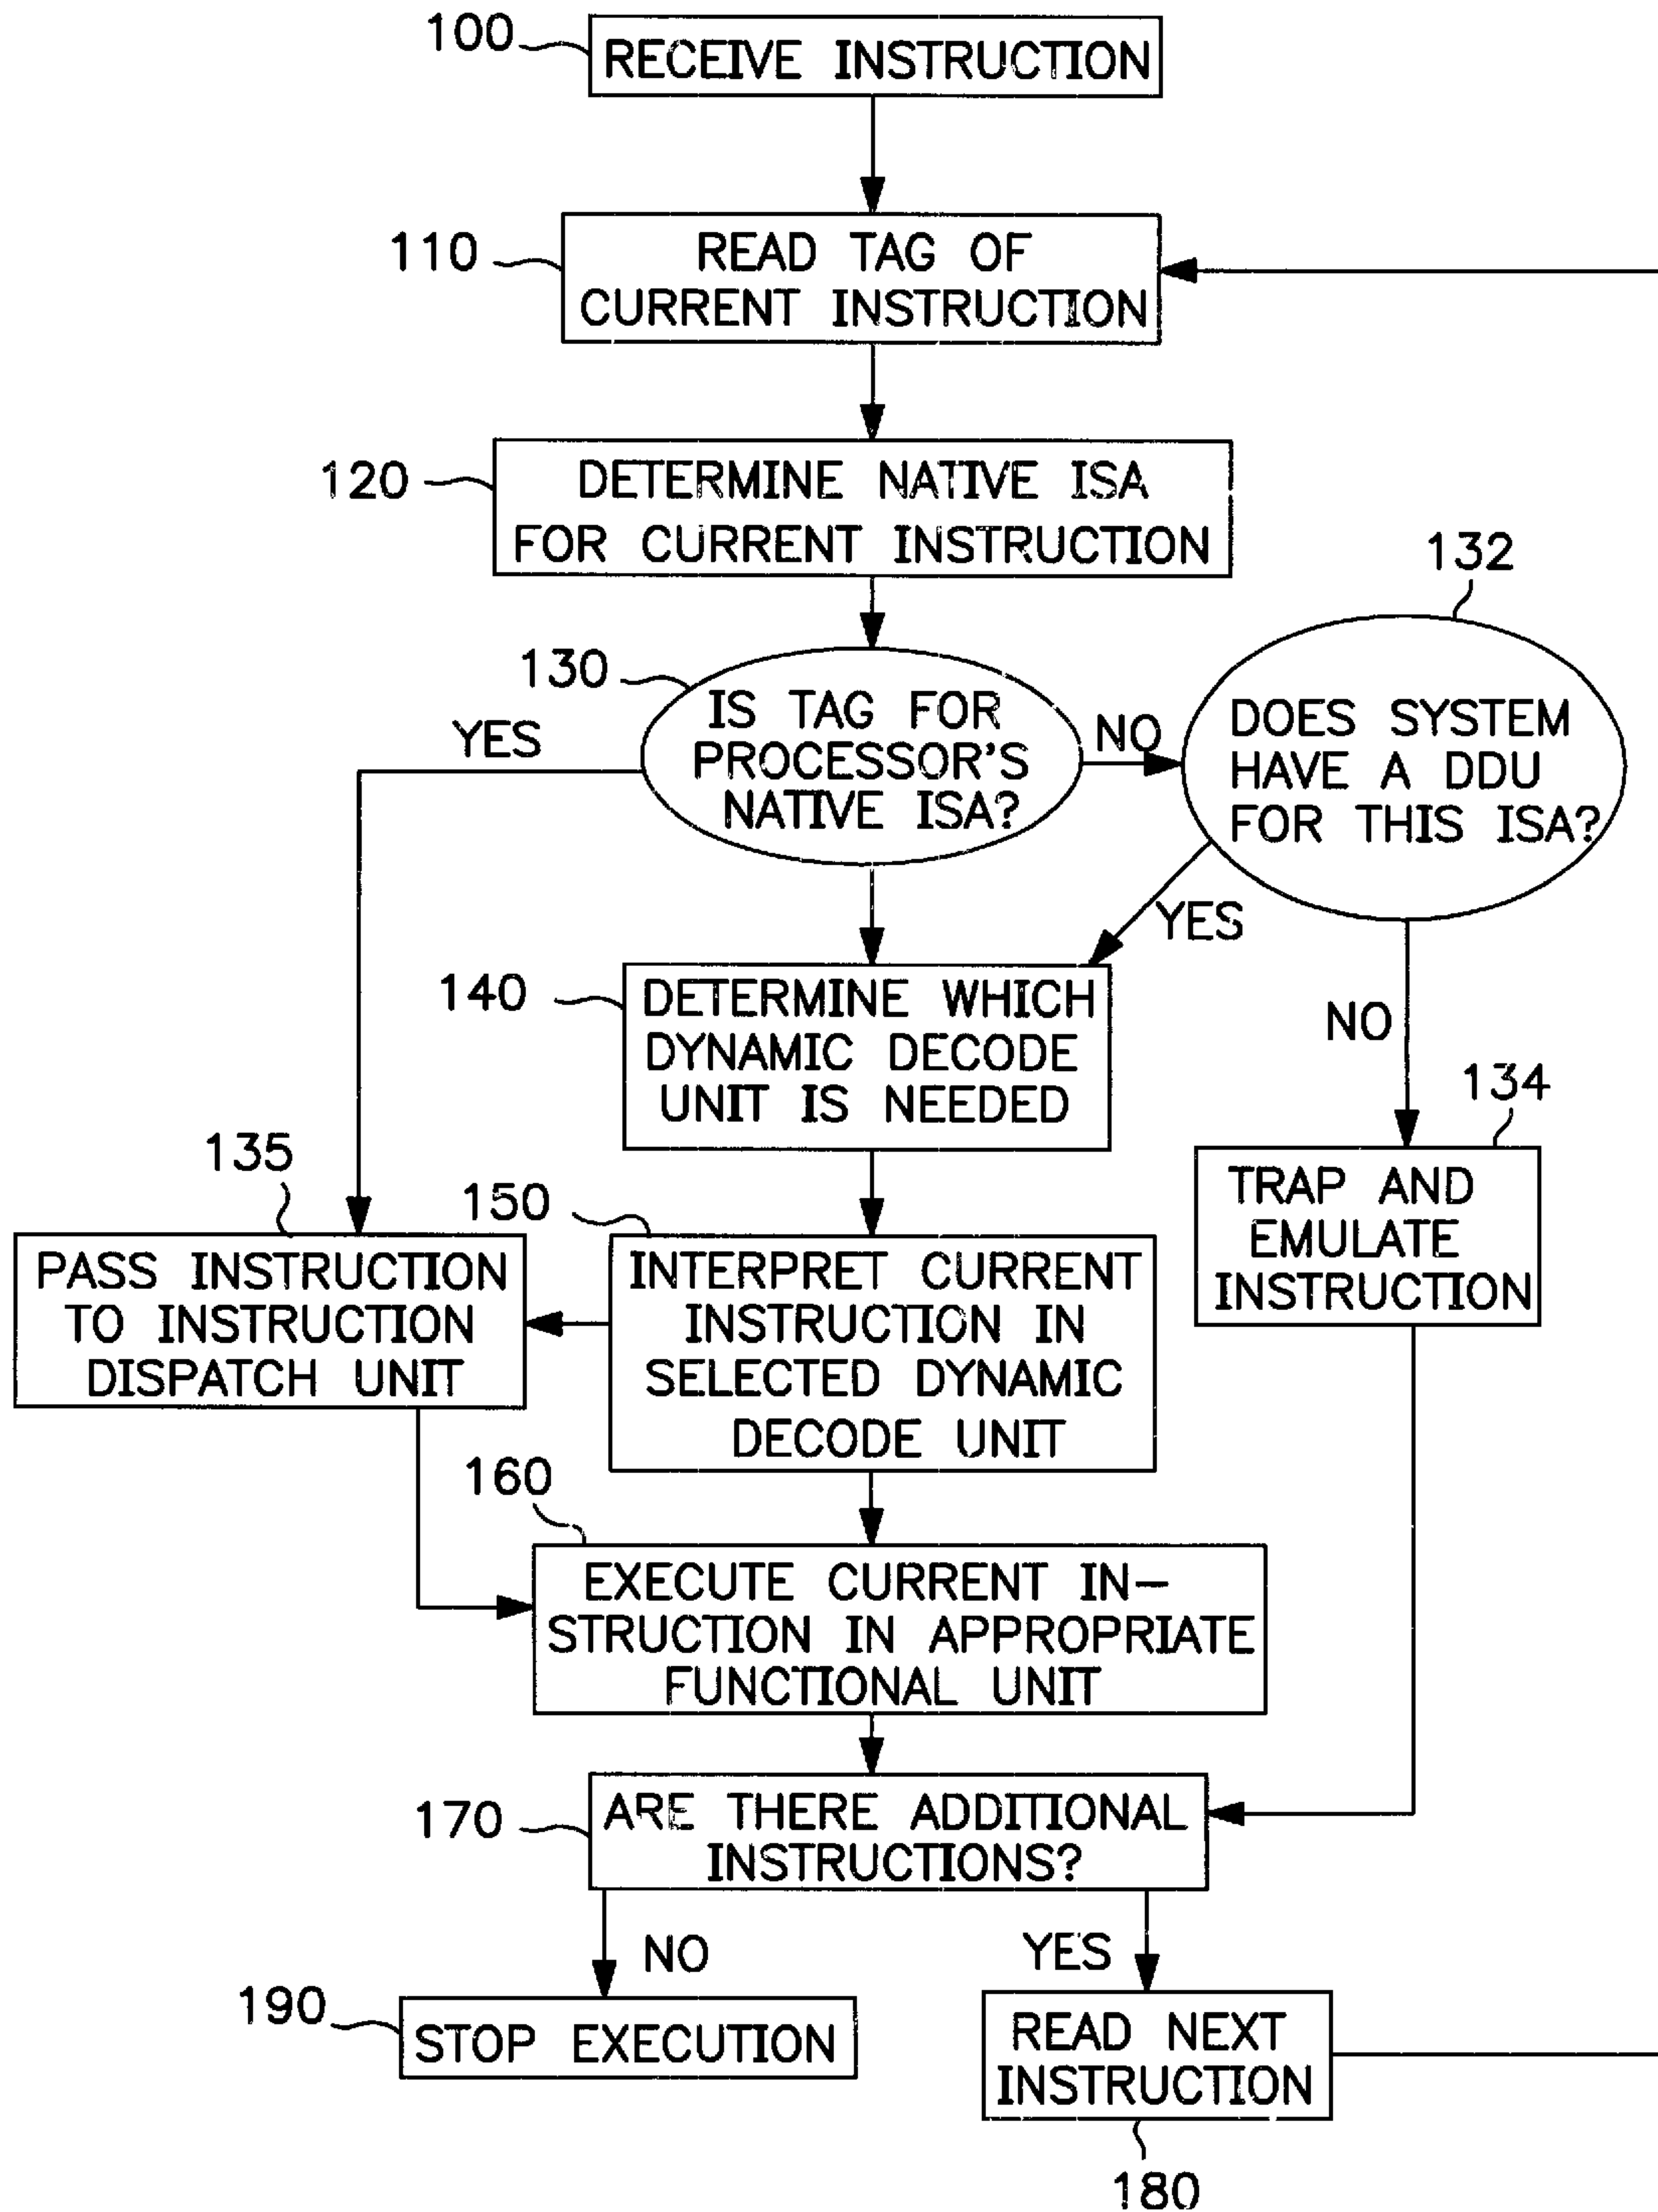 100
RECEIVE INSTRUCTION
110
READ TAG OF
CURRENT INSTRUCTION
120
DETERMINE NATIVE ISA
FOR CURRENT INSTRUCTION
130
IS TAG FOR
PROCESSOR'S
NATIVE ISA?
YES
NO
132
DOES SYSTEM
HAVE A DDU
FOR THIS ISA?
YES
NO
140
DETERMINE WHICH
DYNAMIC DECODE
UNIT IS NEEDED
134
TRAP AND
EMULATE
INSTRUCTION
135
PASS INSTRUCTION
TO INSTRUCTION
DISPATCH UNIT
150
INTERPRET CURRENT
INSTRUCTION IN
SELECTED DYNAMIC
DECODE UNIT
160
EXECUTE CURRENT IN-
STRUCTION IN APPROPRIATE
FUNCTIONAL UNIT
170
ARE THERE ADDITIONAL
INSTRUCTIONS?
NO
YES
190
STOP EXECUTION
READ NEXT
INSTRUCTION
180